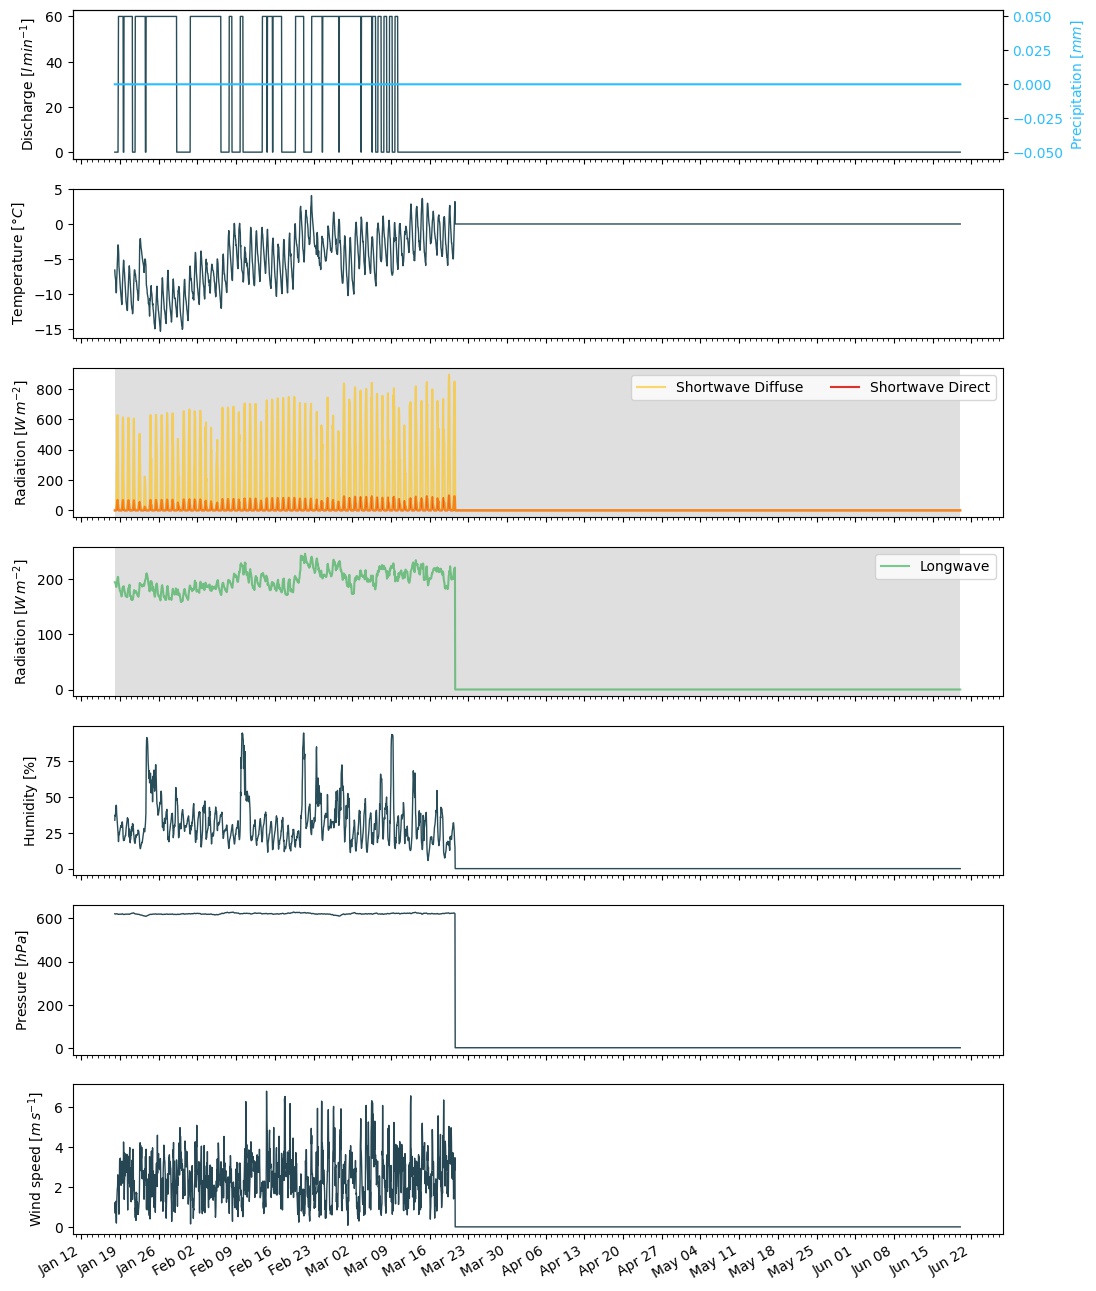 Discharge [l min⁻¹]
60
40
20
0
0.050
0.025
0.000
−0.025
−0.050
Precipitation [mm]
Temperature [°C]
5
0
−5
−10
−15
Radiation [W m⁻²]
800
600
400
200
0
Shortwave Diffuse
Shortwave Direct
Radiation [W m⁻²]
200
100
0
Longwave
Humidity [%]
75
50
25
0
Pressure [hPa]
600
400
200
0
Wind speed [m s⁻¹]
6
4
2
0
Jan 12
Jan 19
Jan 26
Feb 02
Feb 09
Feb 16
Feb 23
Mar 02
Mar 09
Mar 16
Mar 23
Mar 30
Apr 06
Apr 13
Apr 20
Apr 27
May 04
May 11
May 18
May 25
Jun 01
Jun 08
Jun 15
Jun 22